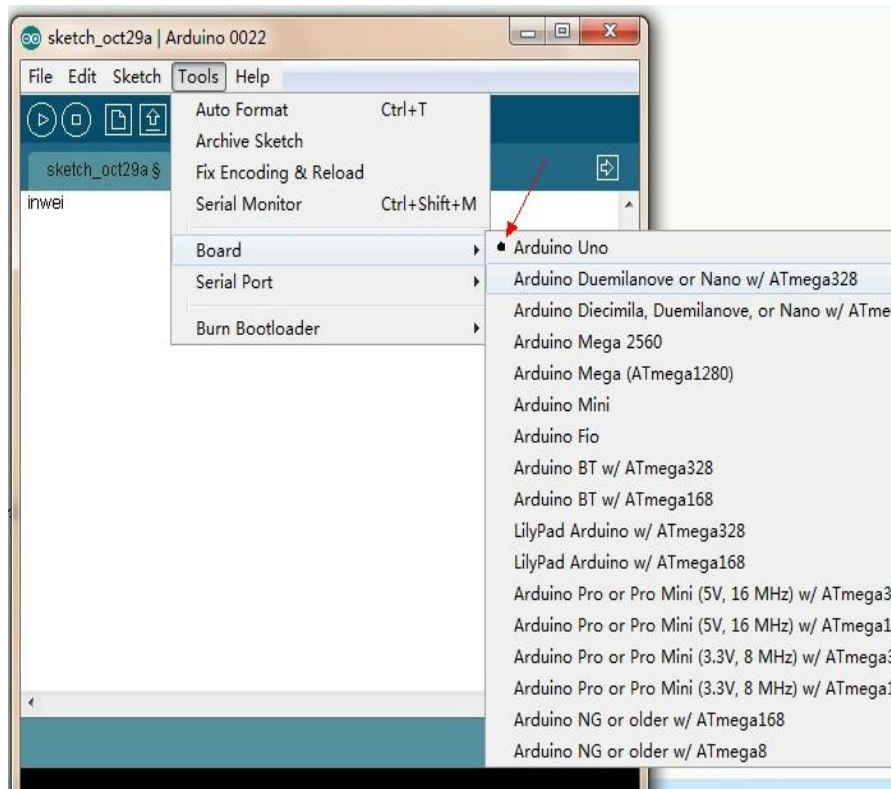 sketch_oct29a | Arduino 0022
File Edit Sketch Tools Help
sketch_oct29a §
inwei
Auto Format Ctrl+T
Archive Sketch
Fix Encoding & Reload
Serial Monitor Ctrl+Shift+M
Board
Serial Port
Burn Bootloader
Arduino Uno
Arduino Duemilanove or Nano w/ ATmega328
Arduino Diecimila, Duemilanove, or Nano w/ ATme
Arduino Mega 2560
Arduino Mega (ATmega1280)
Arduino Mini
Arduino Fio
Arduino BT w/ ATmega328
Arduino BT w/ ATmega168
LilyPad Arduino w/ ATmega328
LilyPad Arduino w/ ATmega168
Arduino Pro or Pro Mini (5V, 16 MHz) w/ ATmega3
Arduino Pro or Pro Mini (5V, 16 MHz) w/ ATmega1
Arduino Pro or Pro Mini (3.3V, 8 MHz) w/ ATmega3
Arduino Pro or Pro Mini (3.3V, 8 MHz) w/ ATmega1
Arduino NG or older w/ ATmega168
Arduino NG or older w/ ATmega8